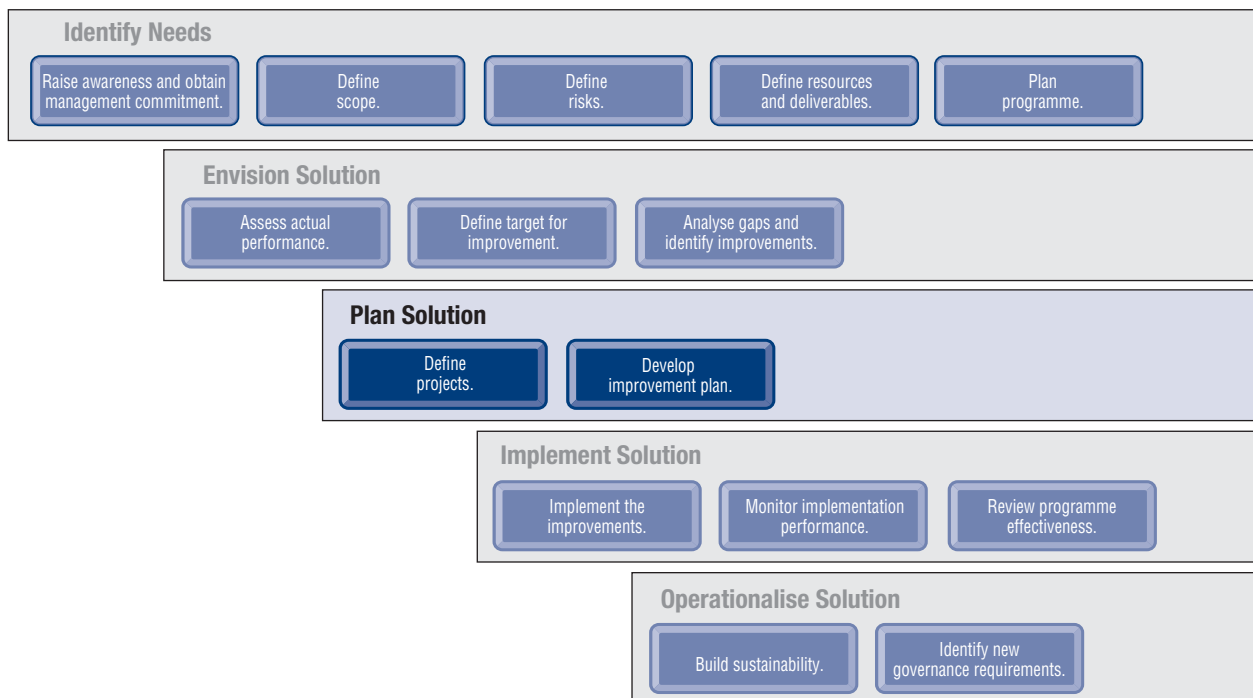 Identify Needs
Raise awareness and obtain
management commitment.
Define
scope.
Define
risks.
Define resources
and deliverables.
Plan
programme.
Envision Solution
Assess actual
performance.
Define target for
improvement.
Analyse gaps and
identify improvements.
Plan Solution
Define
projects.
Develop
improvement plan.
Implement Solution
Implement the
improvements.
Monitor implementation
performance.
Review programme
effectiveness.
Operationalise Solution
Build sustainability.
Identify new
governance requirements.